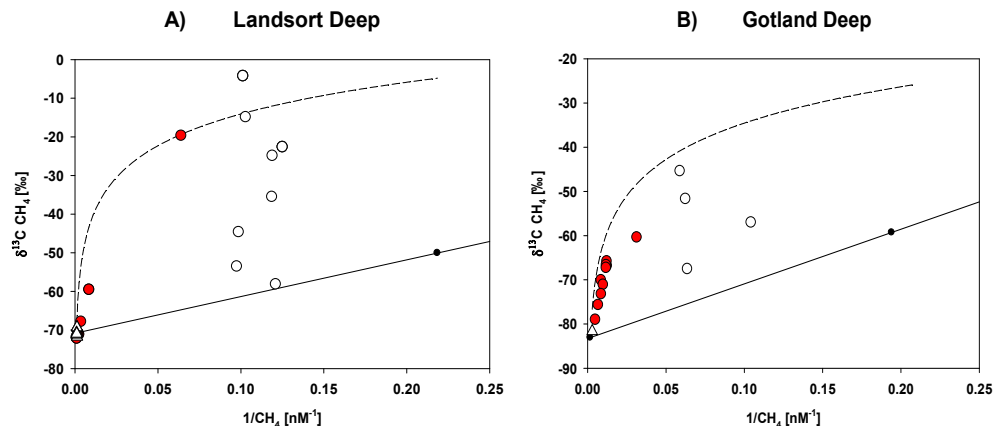 A) Landsort Deep
0
-10
-20
-30
-40
-50
-60
-70
-80
δ¹³C CH₄ [‰]
0.00 0.05 0.10 0.15 0.20 0.25
1/CH₄ [nM⁻¹]
B) Gotland Deep
-20
-30
-40
-50
-60
-70
-80
-90
δ¹³C CH₄ [‰]
0.00 0.05 0.10 0.15 0.20 0.25
1/CH₄ [nM⁻¹]